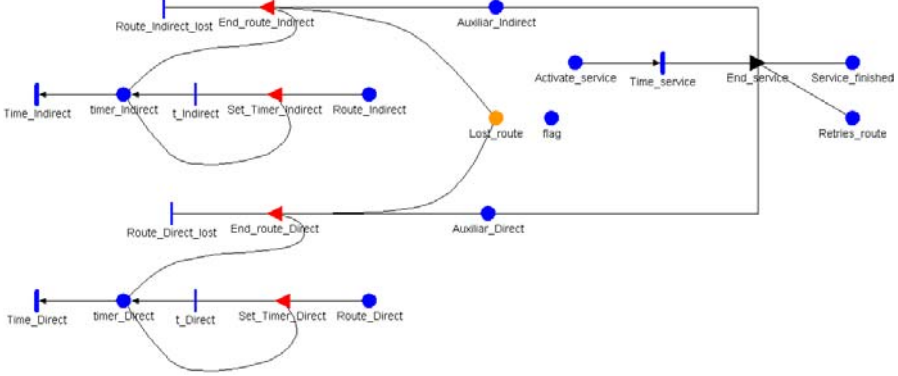 Route_Indirect_lost
End_route_Indirect
Auxiliar_Indirect
Activate_service
Time_service
End_service
Service_finished
Time_Indirect
timer_Indirect
t_Indirect
Set_Timer_Indirect
Route_Indirect
Lost_route
flag
Retries_route
Route_Direct_lost
End_route_Direct
Auxiliar_Direct
Time_Direct
timer_Direct
t_Direct
Set_Timer_Direct
Route_Direct